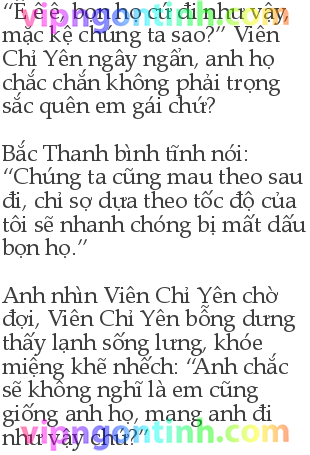 “Ê ê ê, bọn họ cứ đi như vậy,
mặc kệ chúng ta sao?” Viên
Chỉ Yên ngây ngẩn, anh họ
chắc chắn không phải trọng
sắc quên em gái chứ?
Bắc Thanh bình tĩnh nói:
“Chúng ta cũng mau theo sau
đi, chỉ sợ dựa theo tốc độ của
tôi sẽ nhanh chóng bị mất dấu
bọn họ.”
Anh nhìn Viên Chỉ Yên chờ
đợi, Viên Chỉ Yên bỗng dưng
thấy lạnh sống lưng, khóe
miệng khẽ nhếch: “Anh chắc
sẽ không nghĩ là em cũng
giống anh họ, mang anh đi
như vậy chứ?”
vipngontinh.com
vipngontinh.com